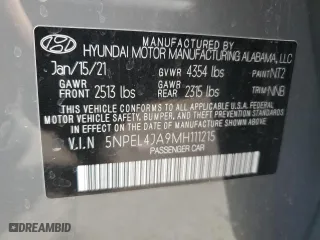 MANUFACTURED BY
HYUNDAI MOTOR MANUFACTURING ALABAMA, LLC
Jan/15/21 GVWR 4354 lbs PAINT NT2
GAWR FRONT 2513 lbs GAWR REAR 2315 lbs TRIM NNB
THIS VEHICLE CONFORMS TO ALL APPLICABLE U.S. FEDERAL
MOTOR VEHICLE SAFETY, BUMPER, AND THEFT PREVENTION
STANDARDS IN EFFECT ON THE DATE OF MANUFACTURE SHOWN ABOVE.
V.I.N 5NPEL4JA9MH111215
PASSENGER CAR